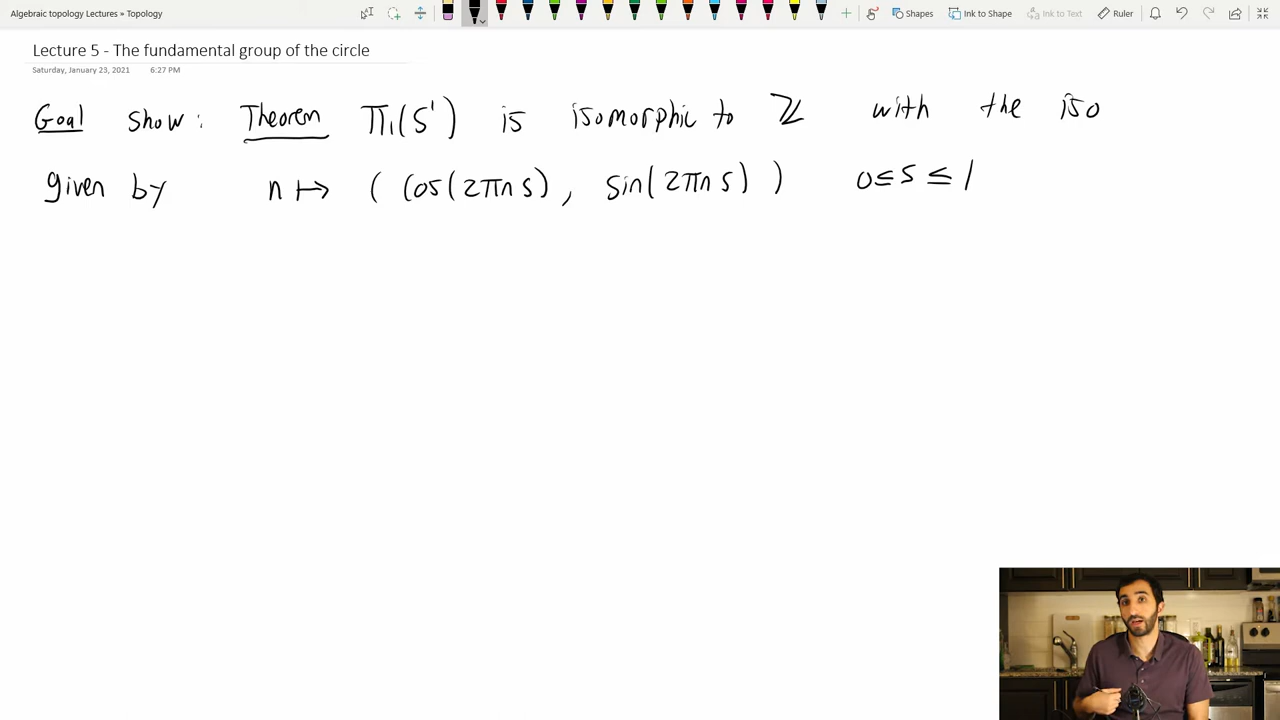 Algebraic topology Lectures » Topology
Shapes Ink to Shape Ink to Text Ruler
Lecture 5 - The fundamental group of the circle
Saturday, January 23, 2021 6:27 PM
Goal show: Theorem π₁(S¹) is isomorphic to ℤ with the iso
given by n ↦ (cos(2πns), sin(2πns)) 0≤s≤1